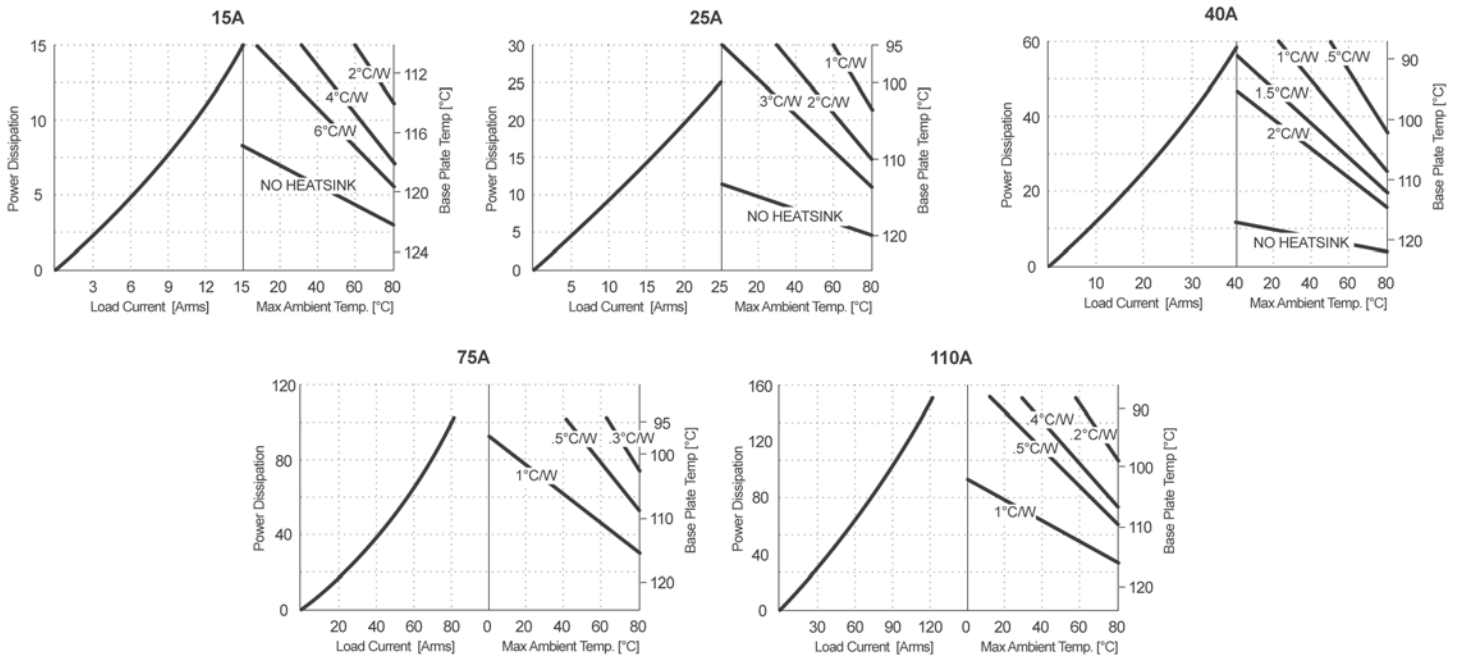 15A
15
10
5
0
3 6 9 12 15 20 40 60 80
112
116
120
124
2°C/W
4°C/W
6°C/W
NO HEATSINK
Power Dissipation
Base Plate Temp [°C]
Load Current [Arms] Max Ambient Temp. [°C]
25A
30
25
20
15
10
5
0
5 10 12 15 20 25 20 40 60 80
95
100
110
120
1°C/W
2°C/W
3°C/W
NO HEATSINK
Power Dissipation
Base Plate Temp [°C]
Load Current [Arms] Max Ambient Temp. [°C]
40A
60
40
20
0
10 20 30 40 20 40 60 80
90
100
110
120
.5°C/W
1°C/W
1.5°C/W
2°C/W
NO HEATSINK
Power Dissipation
Base Plate Temp [°C]
Load Current [Arms] Max Ambient Temp. [°C]
75A
120
80
40
0
20 40 60 80 0 20 40 60 80
95
100
110
120
.3°C/W
.5°C/W
1°C/W
Power Dissipation
Base Plate Temp [°C]
Load Current [Arms] Max Ambient Temp. [°C]
110A
160
120
80
40
0
30 60 90 120 0 20 40 60 80
90
100
110
120
.2°C/W
.4°C/W
.5°C/W
1°C/W
Power Dissipation
Base Plate Temp [°C]
Load Current [Arms] Max Ambient Temp. [°C]